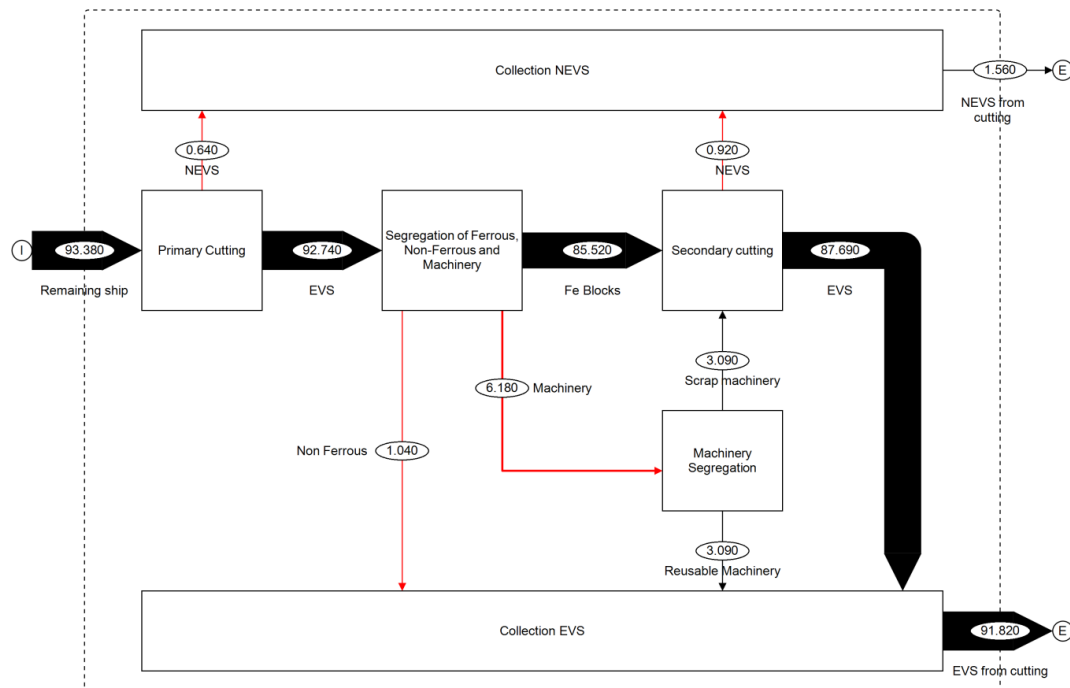 Collection NEVS
1.560
E
NEVS from
cutting
0.640
NEVS
0.920
NEVS
I
93.380
Remaining ship
Primary Cutting
92.740
EVS
Segregation of Ferrous,
Non-Ferrous and
Machinery
85.520
Fe Blocks
Secondary cutting
87.690
EVS
3.090
Scrap machinery
6.180
Machinery
Non Ferrous
1.040
Machinery
Segregation
3.090
Reusable Machinery
Collection EVS
91.820
E
EVS from cutting